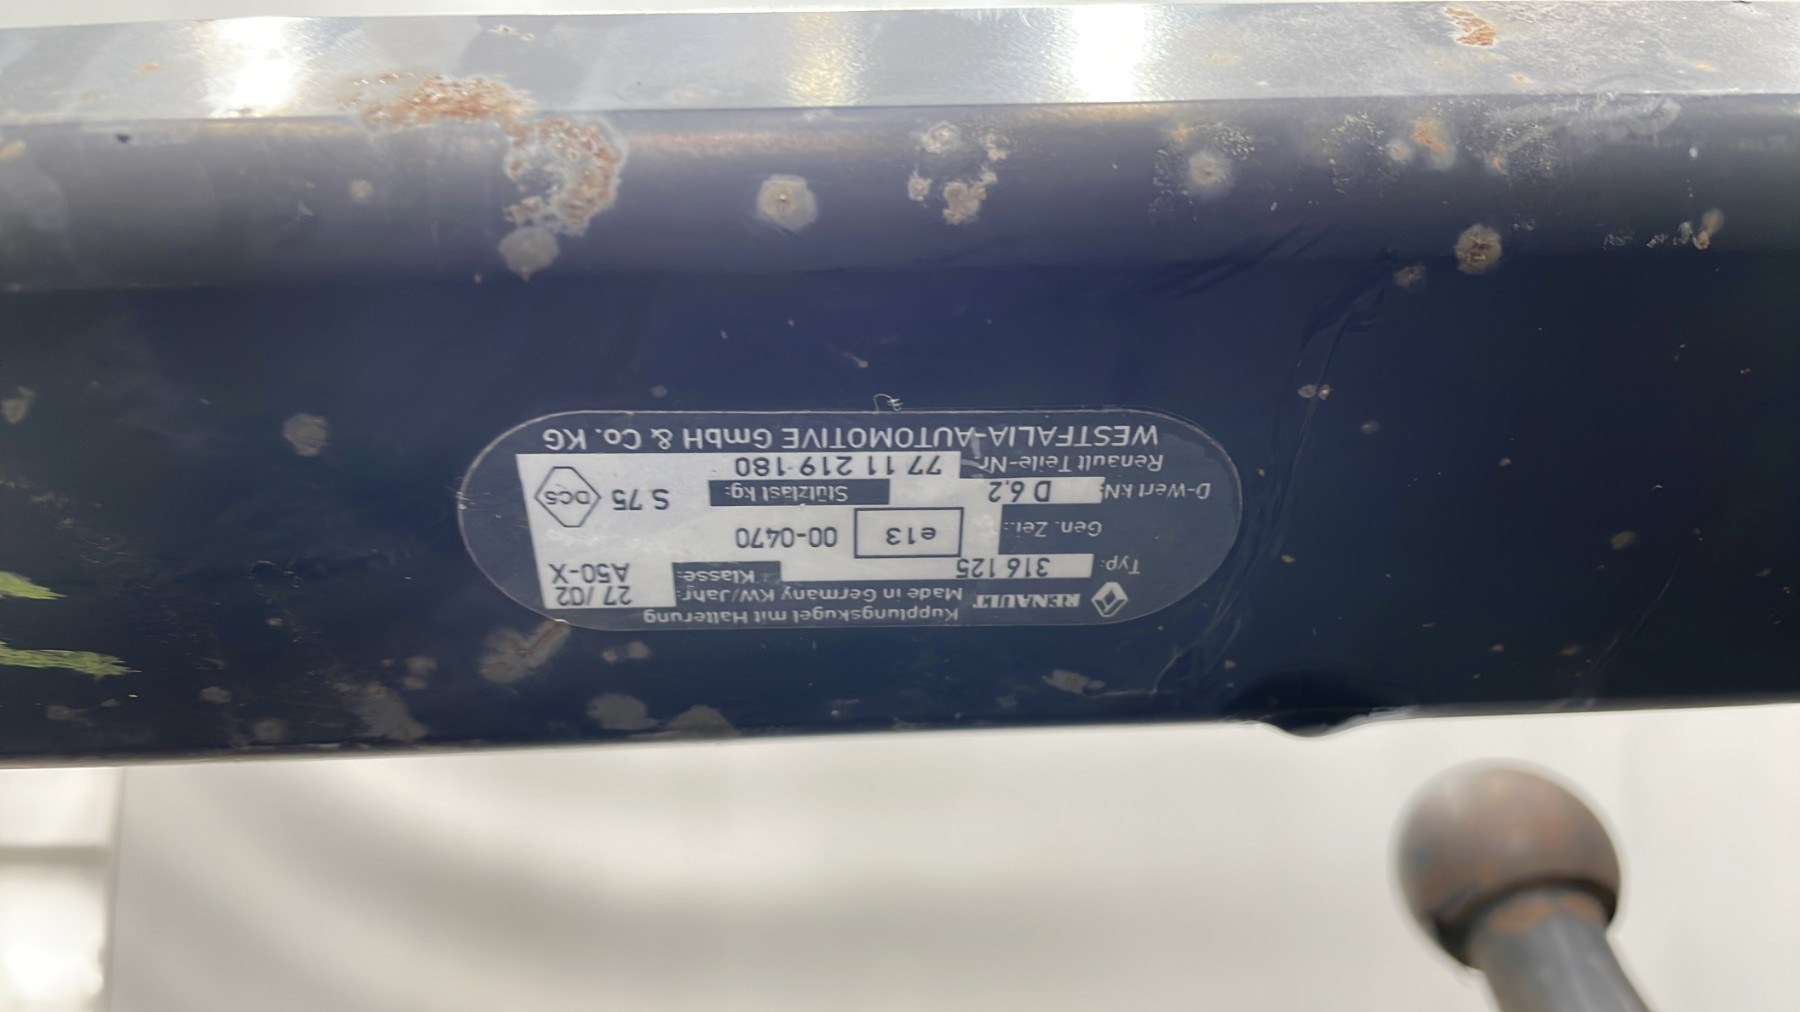 RENAULT Kupplungskugel mit Halterung
Made in Germany KW/Jahr: 27/02
Typ: 316 125 Klasse: A50-X
Gen. Zei.: e13 00-0470
D-Wert kN: D 6,2 Stützlast kg: S 75 DC5
Renault Teile-Nr. 77 11 219 180
WESTFALIA-AUTOMOTIVE GmbH & Co. KG